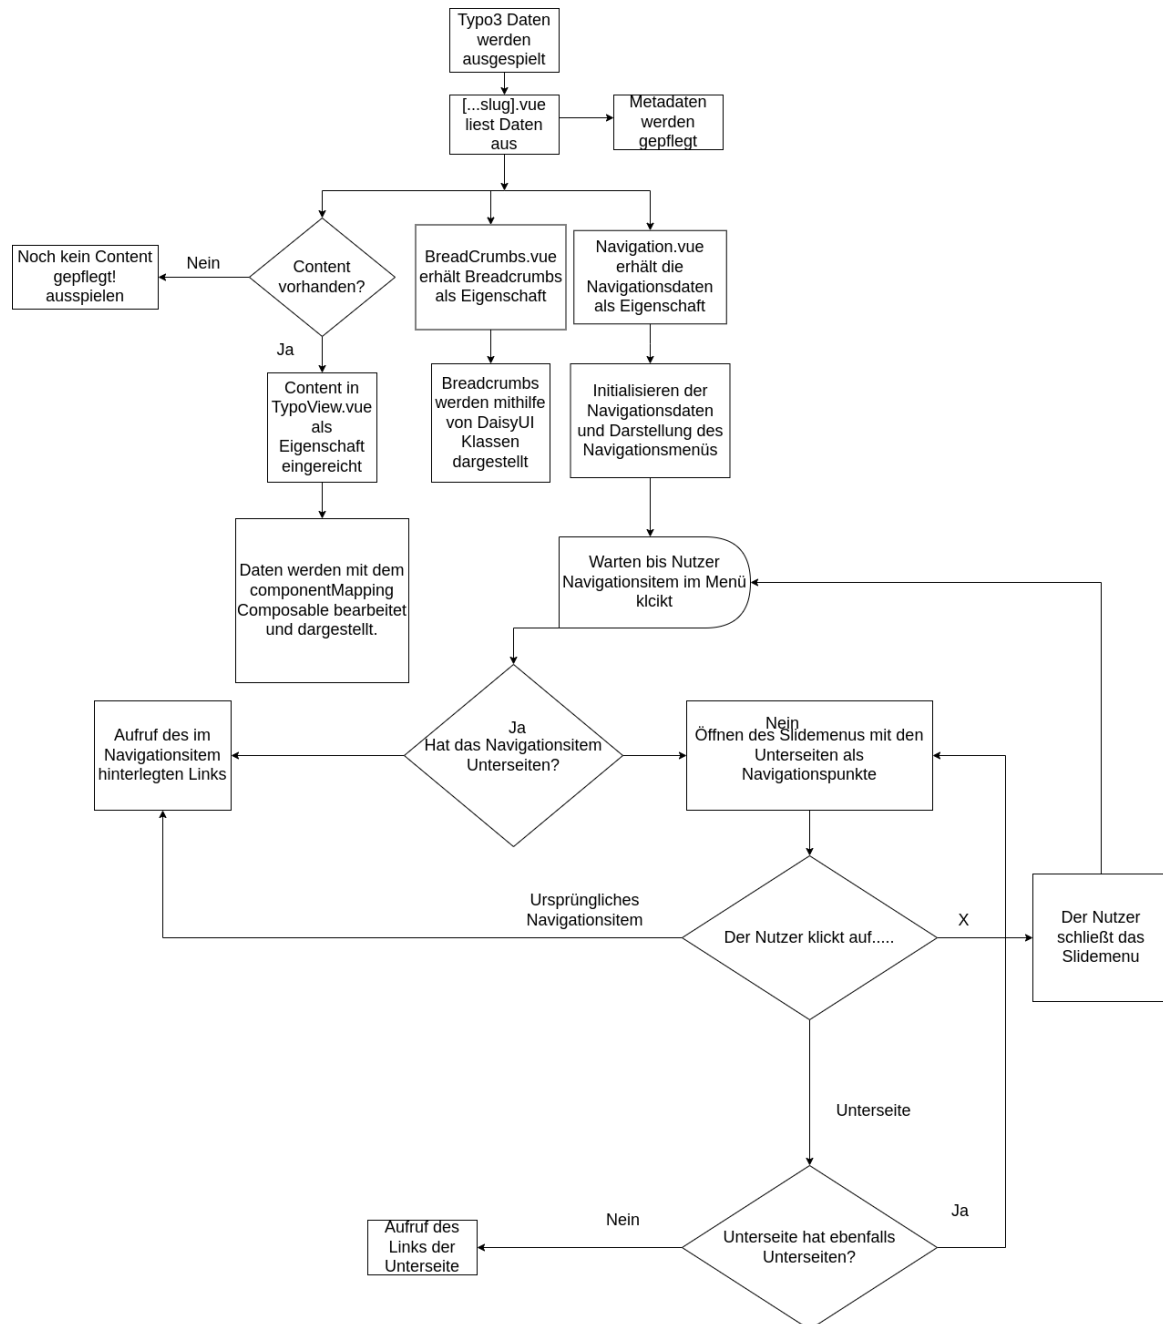 Typo3 Daten
werden
ausgespielt
[...slug].vue
liest Daten
aus
Metadaten
werden
gepflegt
Noch kein Content
gepflegt!
ausspielen
Nein
Content
vorhanden?
BreadCrumbs.vue
erhält Breadcrumbs
als Eigenschaft
Navigation.vue
erhält die
Navigationsdaten
als Eigenschaft
Ja
Content in
TypoView.vue
als
Eigenschaft
eingereicht
Breadcrumbs
werden mithilfe
von DaisyUI
Klassen
dargestellt
Initialisieren der
Navigationsdaten
und Darstellung des
Navigationsmenüs
Daten werden mit dem
componentMapping
Composable bearbeitet
und dargestellt.
Warten bis Nutzer
Navigationsitem im Menü
klcikt
Aufruf des im
Navigationsitem
hinterlegten Links
Ja
Hat das Navigationsitem
Unterseiten?
Nein
Öffnen des Slidemenus mit den
Unterseiten als
Navigationspunkte
Ursprüngliches
Navigationsitem
Der Nutzer klickt auf.....
X
Der Nutzer
schließt das
Slidemenu
Unterseite
Aufruf des
Links der
Unterseite
Nein
Unterseite hat ebenfalls
Unterseiten?
Ja